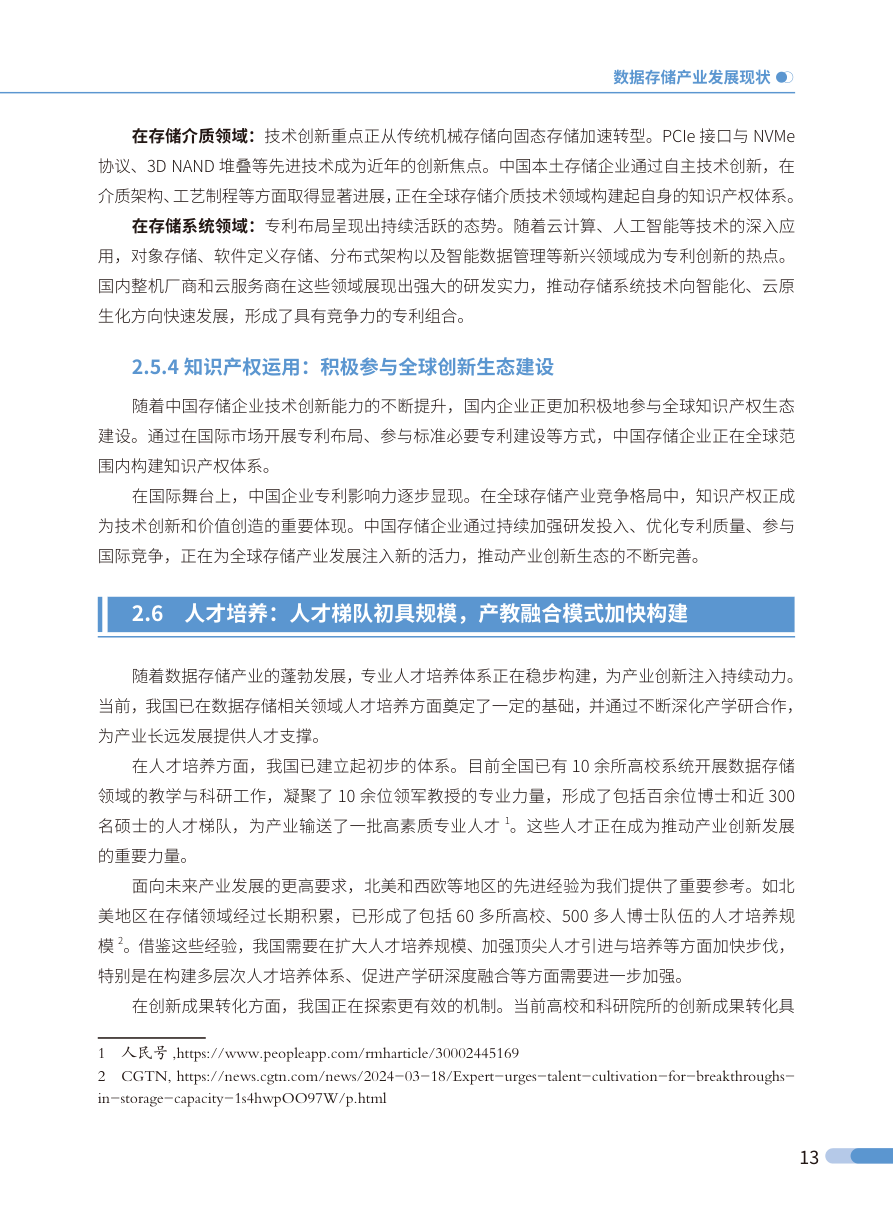 数据存储产业发展现状
在存储介质领域：技术创新重点正从传统机械存储向固态存储加速转型。PCIe 接口与 NVMe
协议、3D NAND 堆叠等先进技术成为近年的创新焦点。中国本土存储企业通过自主技术创新，在
介质架构、工艺制程等方面取得显著进展，正在全球存储介质技术领域构建起自身的知识产权体系。
在存储系统领域：专利布局呈现出持续活跃的态势。随着云计算、人工智能等技术的深入应
用，对象存储、软件定义存储、分布式架构以及智能数据管理等新兴领域成为专利创新的热点。
国内整机厂商和云服务商在这些领域展现出强大的研发实力，推动存储系统技术向智能化、云原
生化方向快速发展，形成了具有竞争力的专利组合。
2.5.4 知识产权运用：积极参与全球创新生态建设
随着中国存储企业技术创新能力的不断提升，国内企业正更加积极地参与全球知识产权生态
建设。通过在国际市场开展专利布局、参与标准必要专利建设等方式，中国存储企业正在全球范
围内构建知识产权体系。
在国际舞台上，中国企业专利影响力逐步显现。在全球存储产业竞争格局中，知识产权正成
为技术创新和价值创造的重要体现。中国存储企业通过持续加强研发投入、优化专利质量、参与
国际竞争，正在为全球存储产业发展注入新的活力，推动产业创新生态的不断完善。
2.6 人才培养：人才梯队初具规模，产教融合模式加快构建
随着数据存储产业的蓬勃发展，专业人才培养体系正在稳步构建，为产业创新注入持续动力。
当前，我国已在数据存储相关领域人才培养方面奠定了一定的基础，并通过不断深化产学研合作，
为产业长远发展提供人才支撑。
在人才培养方面，我国已建立起初步的体系。目前全国已有 10 余所高校系统开展数据存储
领域的教学与科研工作，凝聚了 10 余位领军教授的专业力量，形成了包括百余位博士和近 300
名硕士的人才梯队，为产业输送了一批高素质专业人才 1。这些人才正在成为推动产业创新发展
的重要力量。
面向未来产业发展的更高要求，北美和西欧等地区的先进经验为我们提供了重要参考。如北
美地区在存储领域经过长期积累，已形成了包括 60 多所高校、500 多人博士队伍的人才培养规
模 2。借鉴这些经验，我国需要在扩大人才培养规模、加强顶尖人才引进与培养等方面加快步伐，
特别是在构建多层次人才培养体系、促进产学研深度融合等方面需要进一步加强。
在创新成果转化方面，我国正在探索更有效的机制。当前高校和科研院所的创新成果转化具
1 人民号 ,https://www.peopleapp.com/rmharticle/30002445169
2 CGTN, https://news.cgtn.com/news/2024-03-18/Expert-urges-talent-cultivation-for-breakthroughs-
in-storage-capacity-1s4hwpOO97W/p.html
13